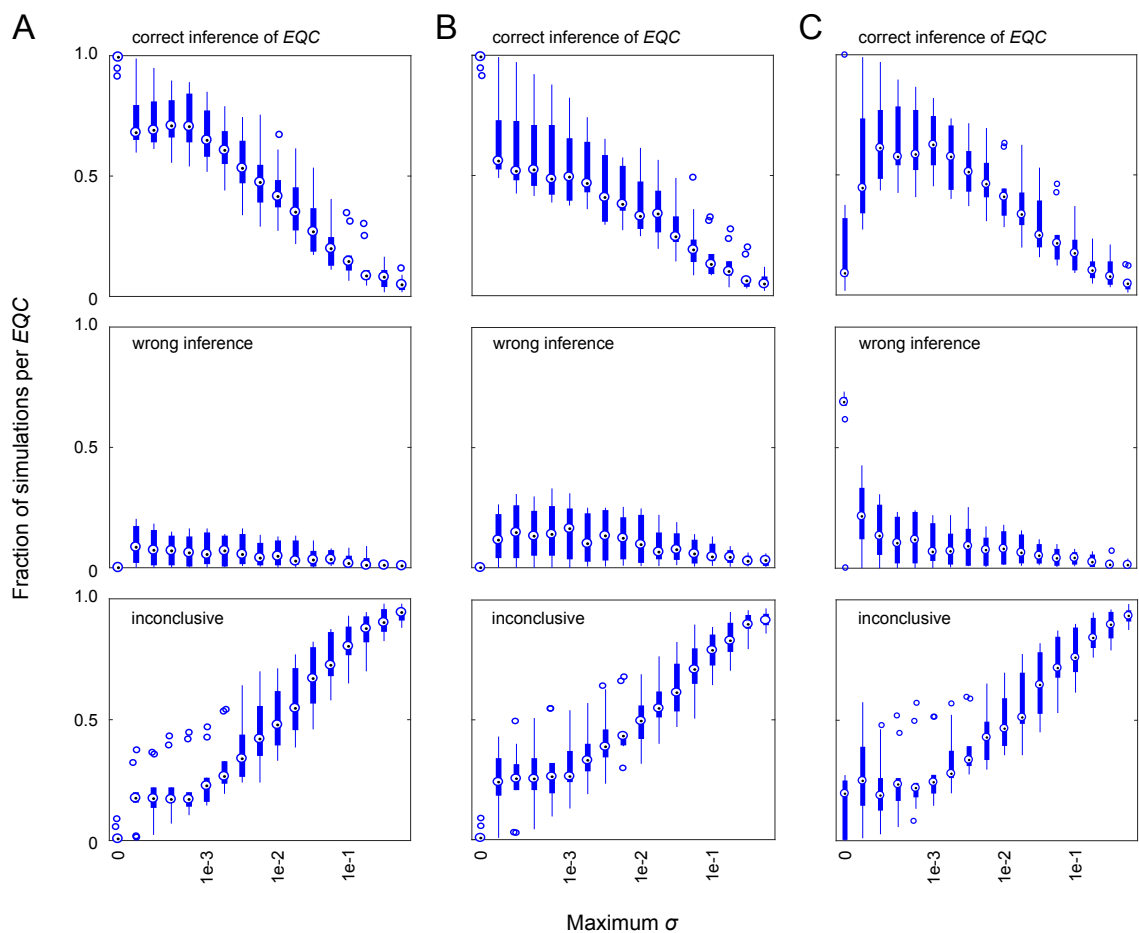 A
B
C
correct inference of EQC
correct inference of EQC
correct inference of EQC
1.0
0.5
0
wrong inference
wrong inference
wrong inference
1.0
0.5
0
inconclusive
inconclusive
inconclusive
1.0
0.5
0
Fraction of simulations per EQC
0
1e-3
1e-2
1e-1
0
1e-3
1e-2
1e-1
0
1e-3
1e-2
1e-1
Maximum σ